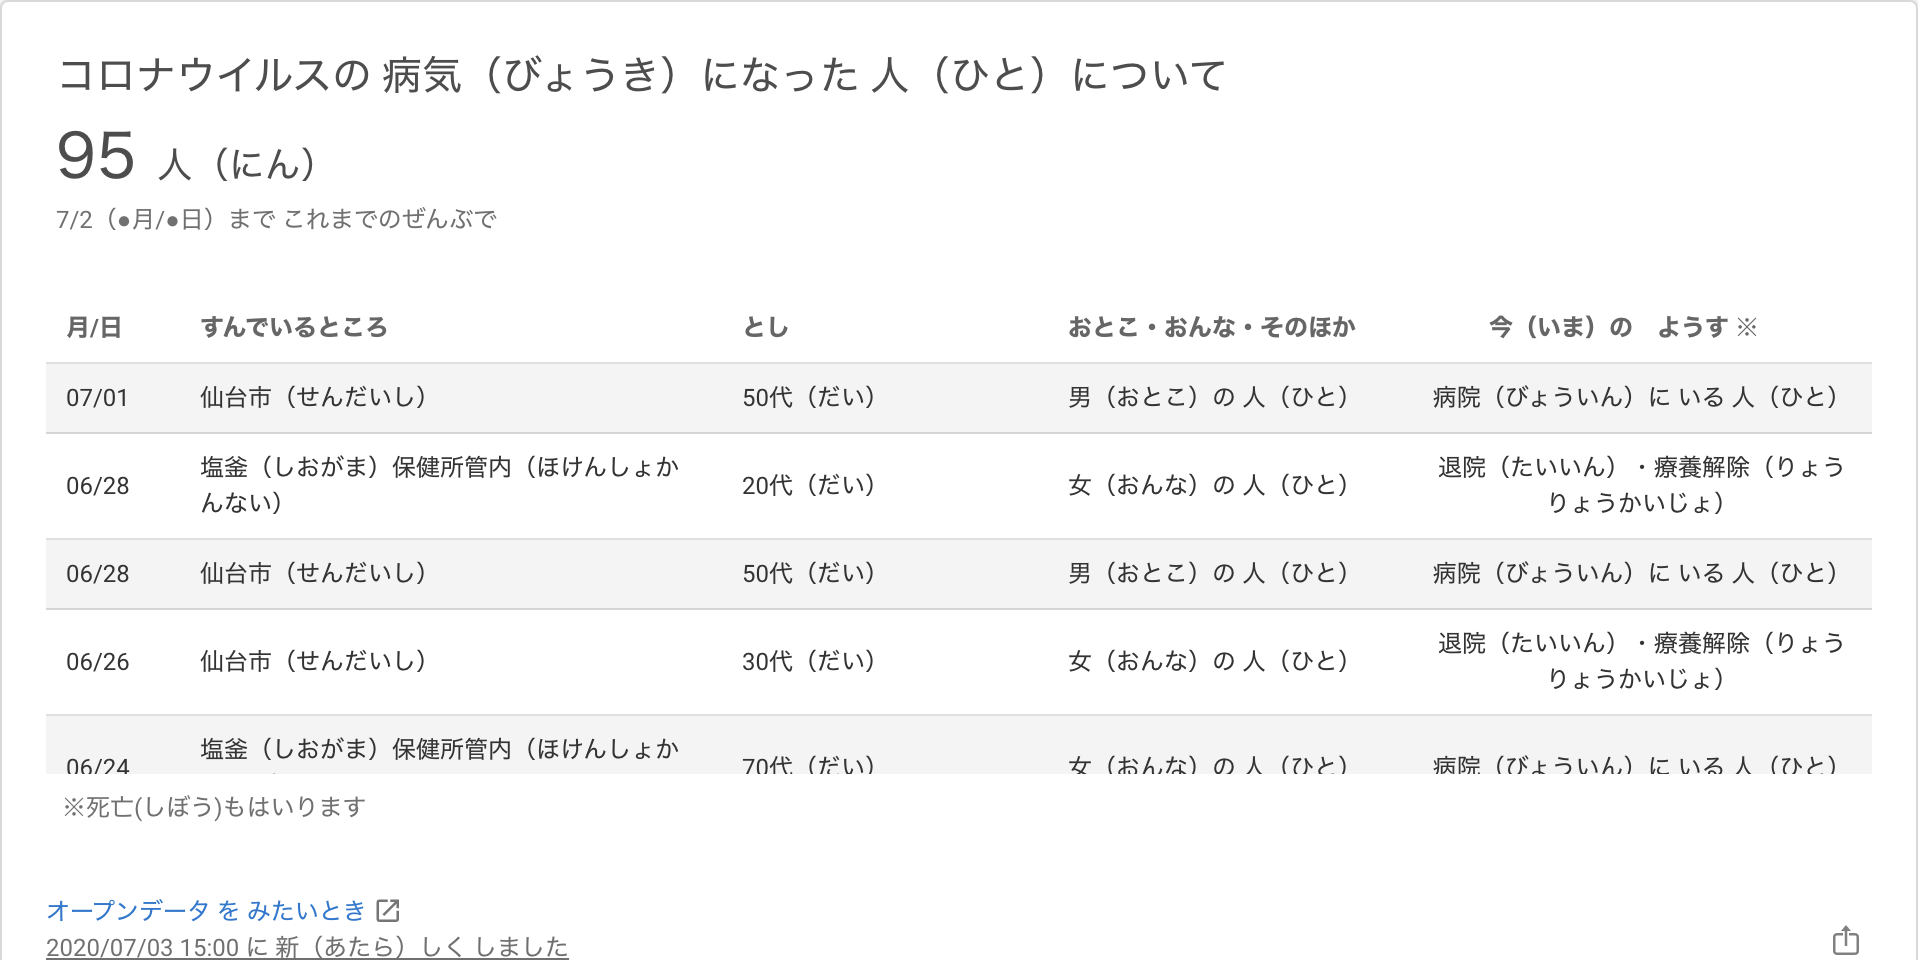 コロナウイルスの 病気（びょうき）になった 人（ひと）について
95 人（にん）
7/2（●月/●日）まで これまでのぜんぶで
月/日 すんでいるところ とし おとこ・おんな・そのほか 今（いま）の　ようす ※
07/01 仙台市（せんだいし） 50代（だい） 男（おとこ）の 人（ひと） 病院（びょういん）に いる 人（ひと）
06/28 塩釜（しおがま）保健所管内（ほけんしょか
んない） 20代（だい） 女（おんな）の 人（ひと） 退院（たいいん）・療養解除（りょう
りょうかいじょ）
06/28 仙台市（せんだいし） 50代（だい） 男（おとこ）の 人（ひと） 病院（びょういん）に いる 人（ひと）
06/26 仙台市（せんだいし） 30代（だい） 女（おんな）の 人（ひと） 退院（たいいん）・療養解除（りょう
りょうかいじょ）
06/24 塩釜（しおがま）保健所管内（ほけんしょか 70代（だい） 女（おんな）の 人（ひと） 病院（びょういん）に いる 人（ひと）
※死亡(しぼう)もはいります
オープンデータ を みたいとき
2020/07/03 15:00 に 新（あたら）しく しました